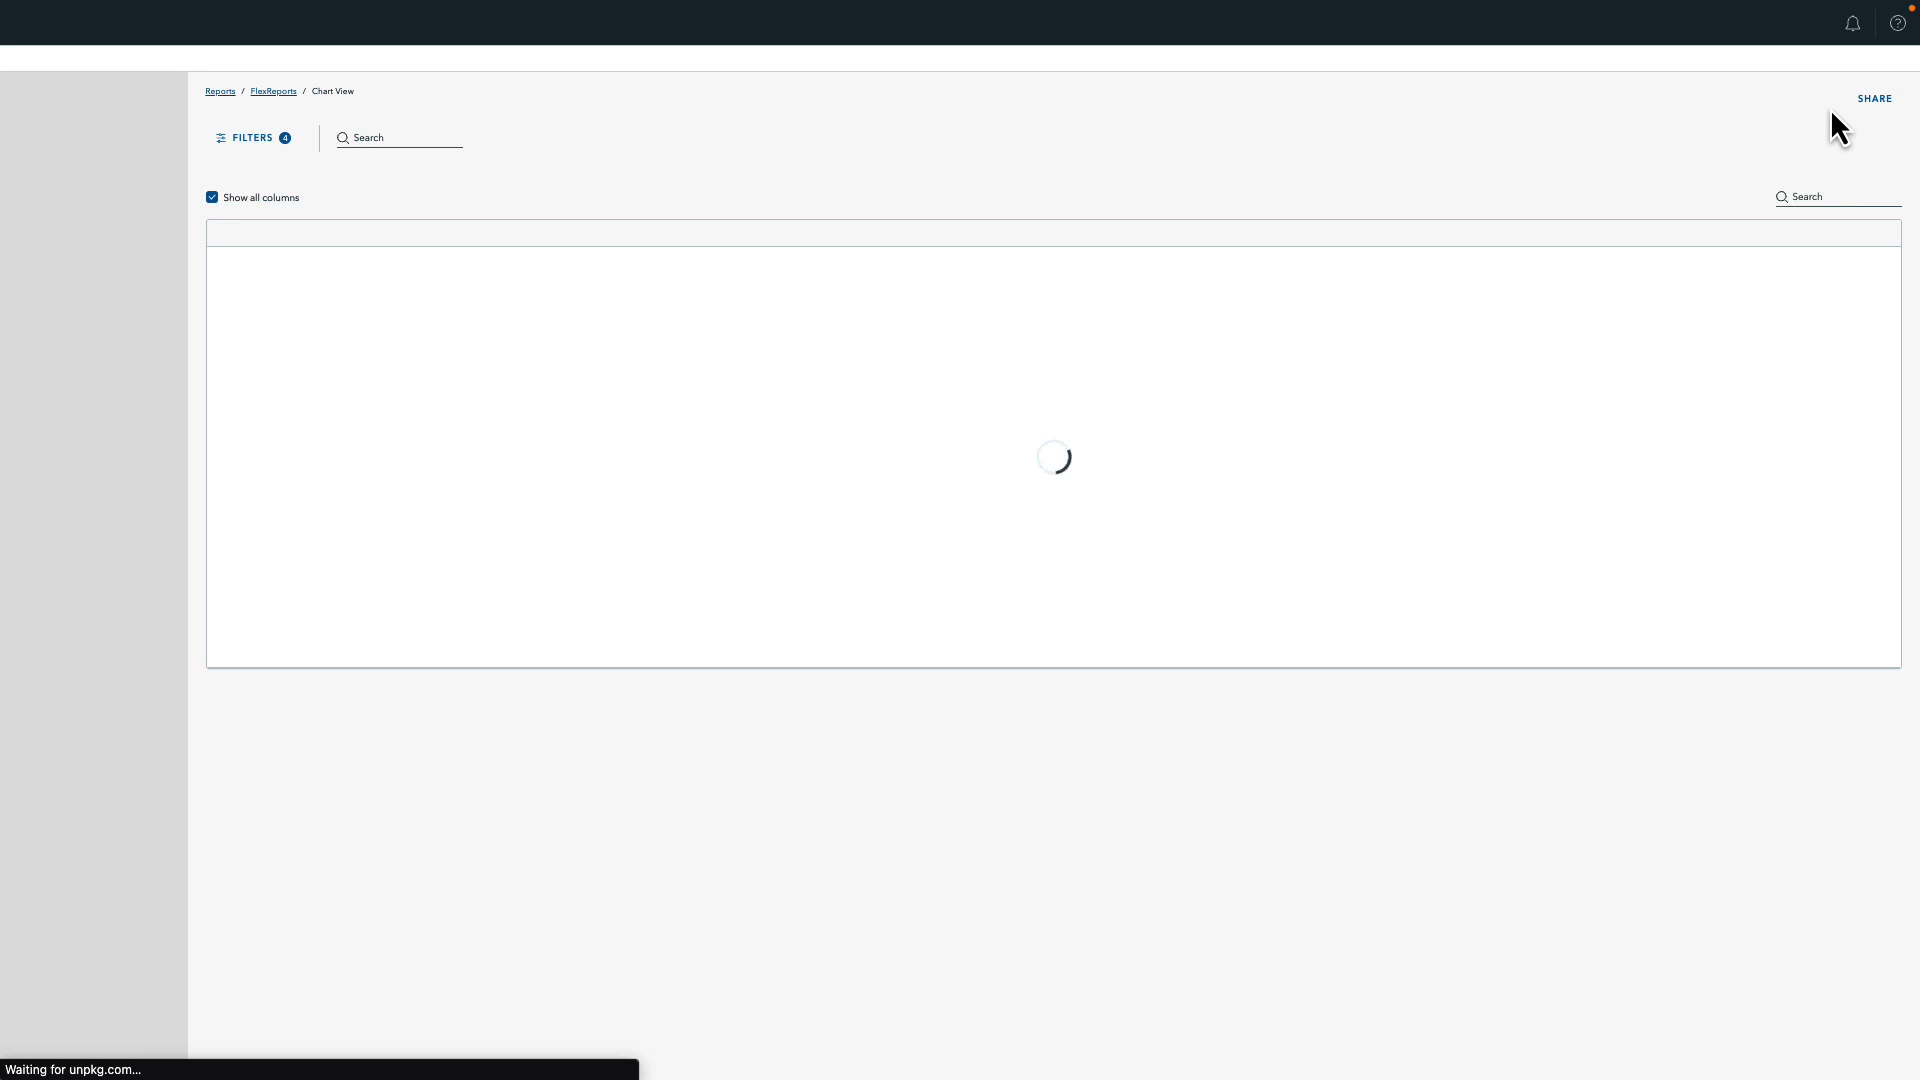 Reports / FlexReports / Chart View
SHARE
FILTERS 4
Search
Show all columns
Search
Waiting for unpkg.com...